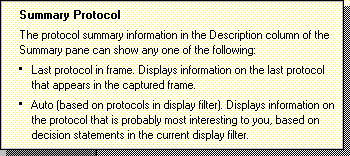 Summary Protocol
The protocol summary information in the Description column of the
Summary pane can show any one of the following:
• Last protocol in frame. Displays information on the last protocol
that appears in the captured frame.
• Auto (based on protocols in display filter). Displays information on
the protocol that is probably most interesting to you, based on
decision statements in the current display filter.